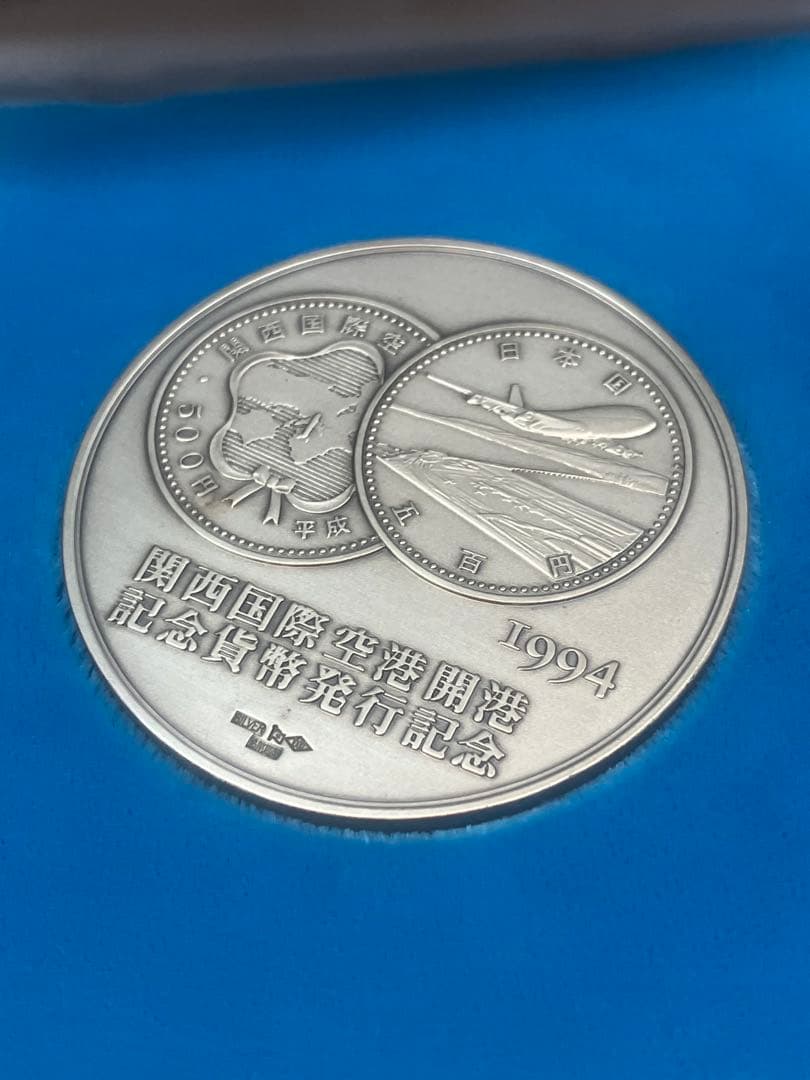 関西国際空
500円
平成
日本国
五百円
1994
関西国際空港開港
記念貨幣発行記念
SILVER